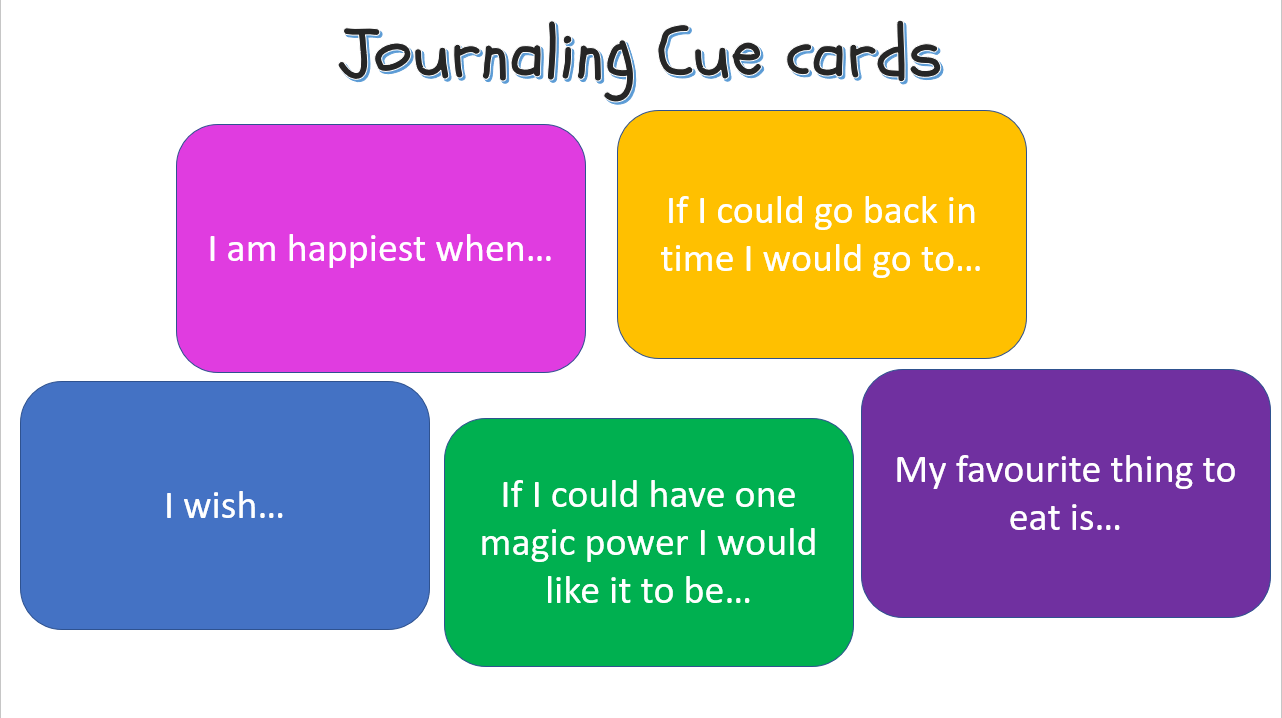 Journaling Cue cards
I am happiest when…
If I could go back in
time I would go to…
I wish…
If I could have one
magic power I would
like it to be…
My favourite thing to
eat is…